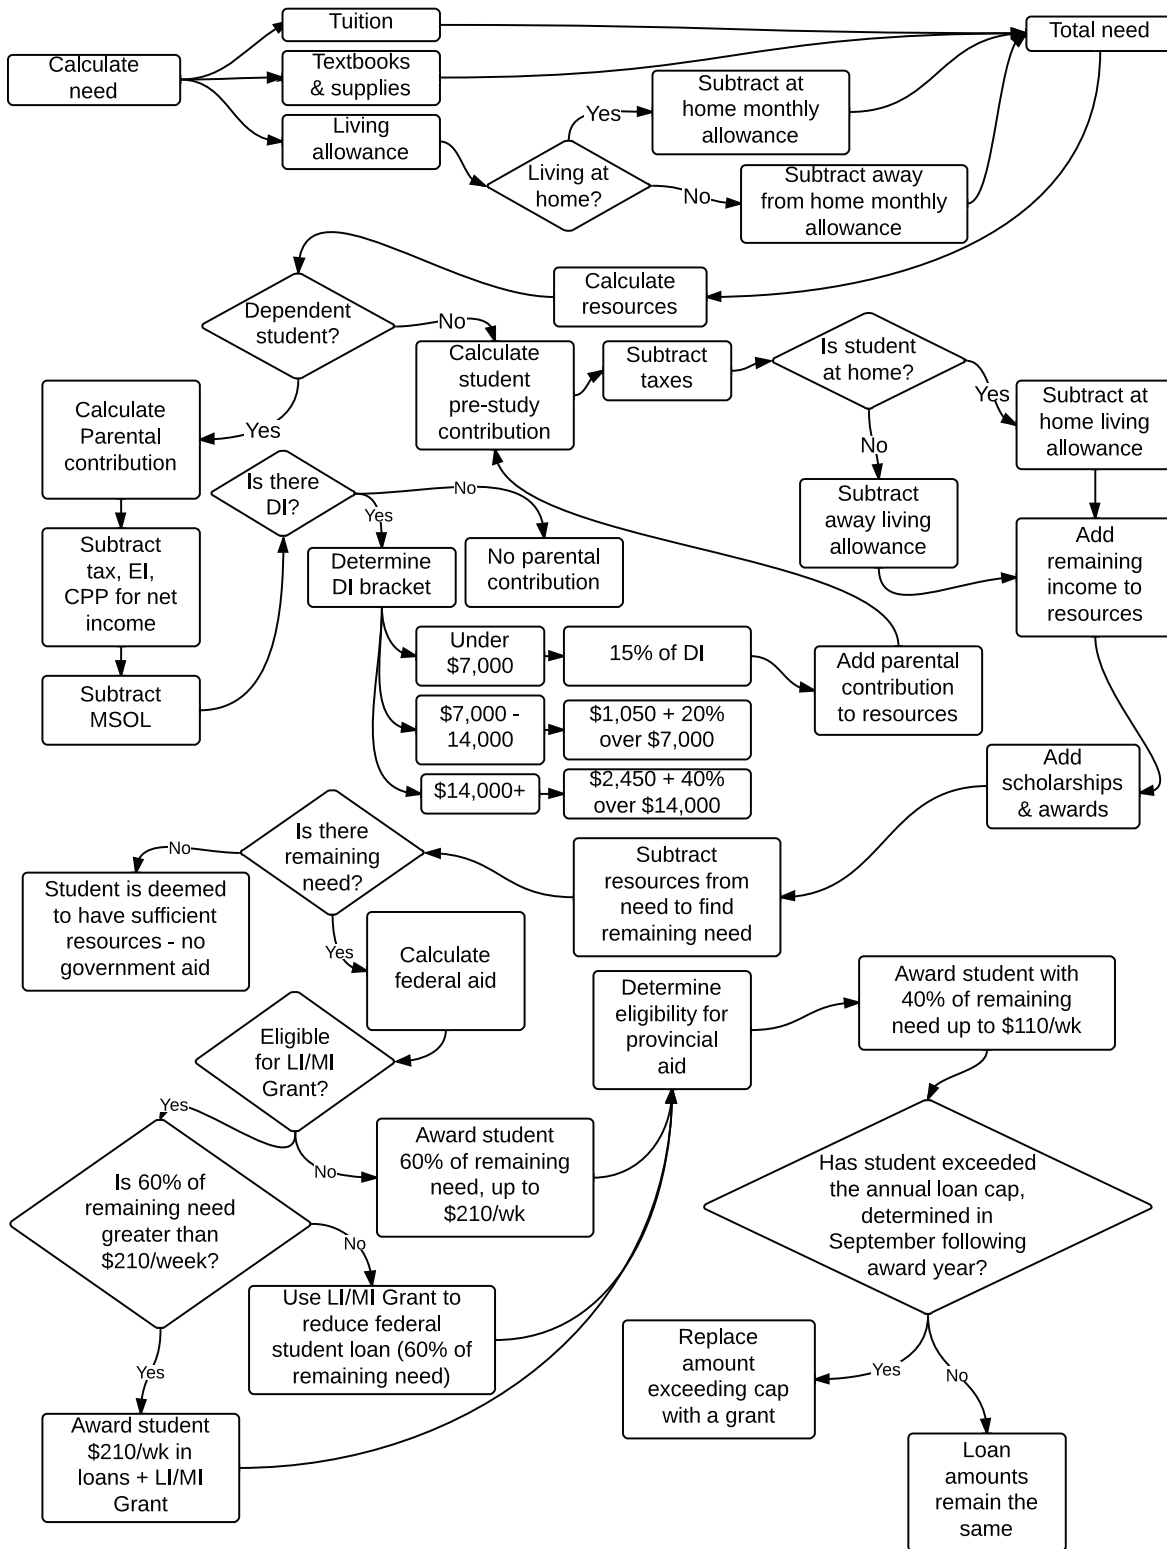 Tuition
Total need
Calculate
need
Textbooks
& supplies
Living
allowance
Living at
home?
Yes
Subtract at
home monthly
allowance
No
Subtract away
from home monthly
allowance
Calculate
resources
Dependent
student?
No
Yes
Calculate
student
pre-study
contribution
Subtract
taxes
Is student
at home?
Yes
No
Subtract at
home living
allowance
Subtract
away living
allowance
Add
remaining
income to
resources
Calculate
Parental
contribution
Subtract
tax, EI,
CPP for net
income
Subtract
MSOL
Is there
DI?
No
Yes
No parental
contribution
Determine
DI bracket
Under
$7,000
15% of DI
$7,000 -
14,000
$1,050 + 20%
over $7,000
$14,000+
$2,450 + 40%
over $14,000
Add parental
contribution
to resources
Add
scholarships
& awards
Subtract
resources from
need to find
remaining need
Is there
remaining
need?
No
Yes
Student is deemed
to have sufficient
resources - no
government aid
Calculate
federal aid
Eligible
for LI/MI
Grant?
Yes
No
Award student
60% of remaining
need, up to
$210/wk
Is 60% of
remaining need
greater than
$210/week?
No
Yes
Use LI/MI Grant to
reduce federal
student loan (60% of
remaining need)
Award student
$210/wk in
loans + LI/MI
Grant
Determine
eligibility for
provincial
aid
Award student with
40% of remaining
need up to $110/wk
Has student exceeded
the annual loan cap,
determined in
September following
award year?
Yes
No
Replace
amount
exceeding cap
with a grant
Loan
amounts
remain the
same